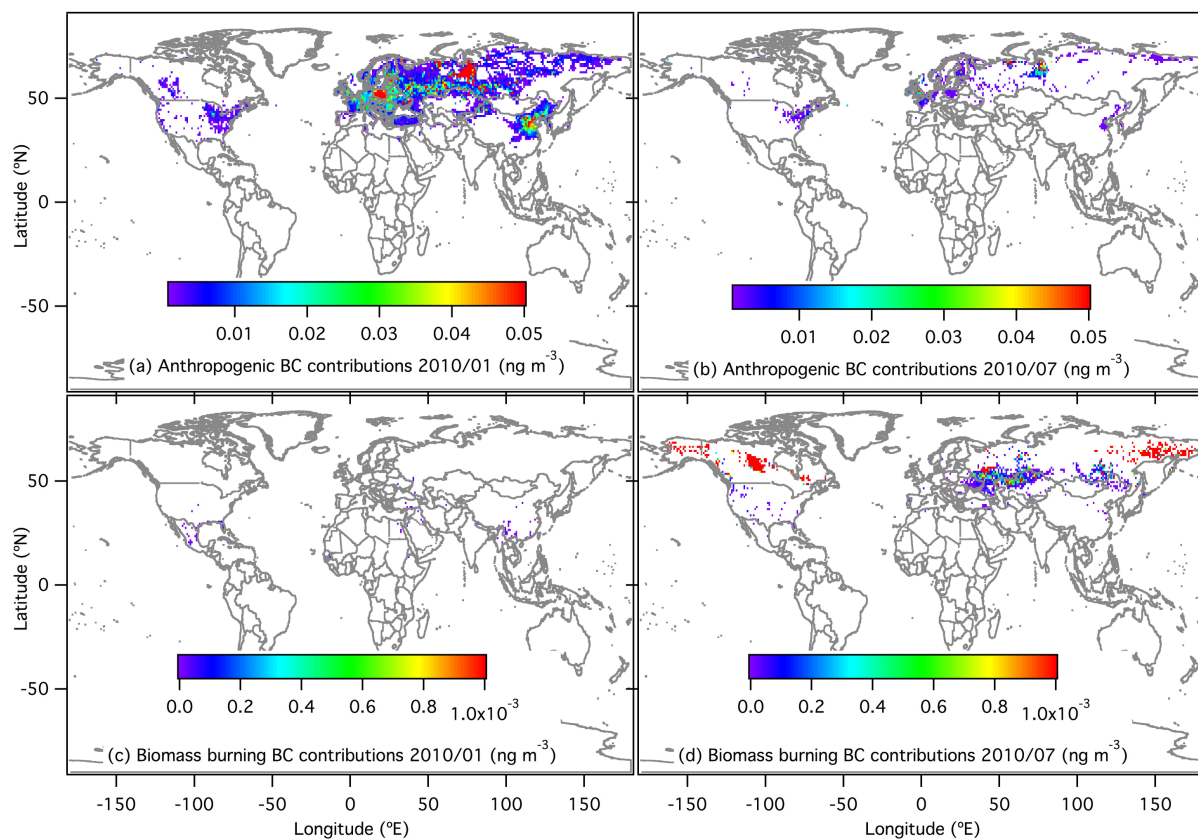 Latitude (ºN)
50
0
-50
0.01 0.02 0.03 0.04 0.05
(a) Anthropogenic BC contributions 2010/01 (ng m⁻³)
0.01 0.02 0.03 0.04 0.05
(b) Anthropogenic BC contributions 2010/07 (ng m⁻³)
Latitude (ºN)
50
0
-50
0.0 0.2 0.4 0.6 0.8 1.0x10⁻³
(c) Biomass burning BC contributions 2010/01 (ng m⁻³)
0.0 0.2 0.4 0.6 0.8 1.0x10⁻³
(d) Biomass burning BC contributions 2010/07 (ng m⁻³)
-150 -100 -50 0 50 100 150
Longitude (ºE)
-150 -100 -50 0 50 100 150
Longitude (ºE)